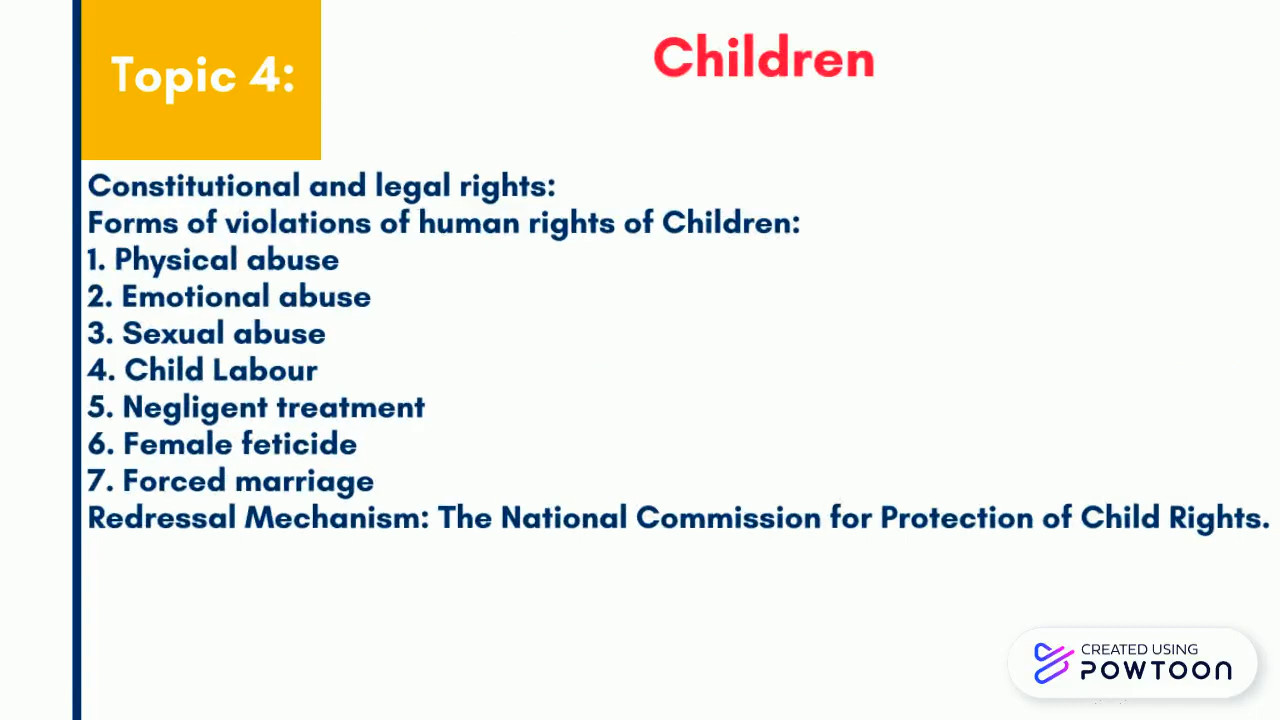 Topic 4:
Children
Constitutional and legal rights:
Forms of violations of human rights of Children:
1. Physical abuse
2. Emotional abuse
3. Sexual abuse
4. Child Labour
5. Negligent treatment
6. Female feticide
7. Forced marriage
Redressal Mechanism: The National Commission for Protection of Child Rights.
CREATED USING
POWTOON